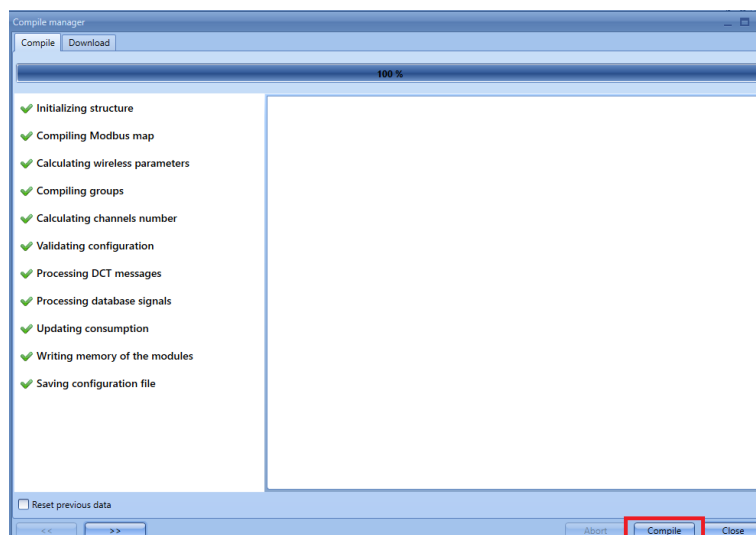 Compile manager
Compile Download
100 %
Initializing structure
Compiling Modbus map
Calculating wireless parameters
Compiling groups
Calculating channels number
Validating configuration
Processing DCT messages
Processing database signals
Updating consumption
Writing memory of the modules
Saving configuration file
Reset previous data
<< >> Abort Compile Close